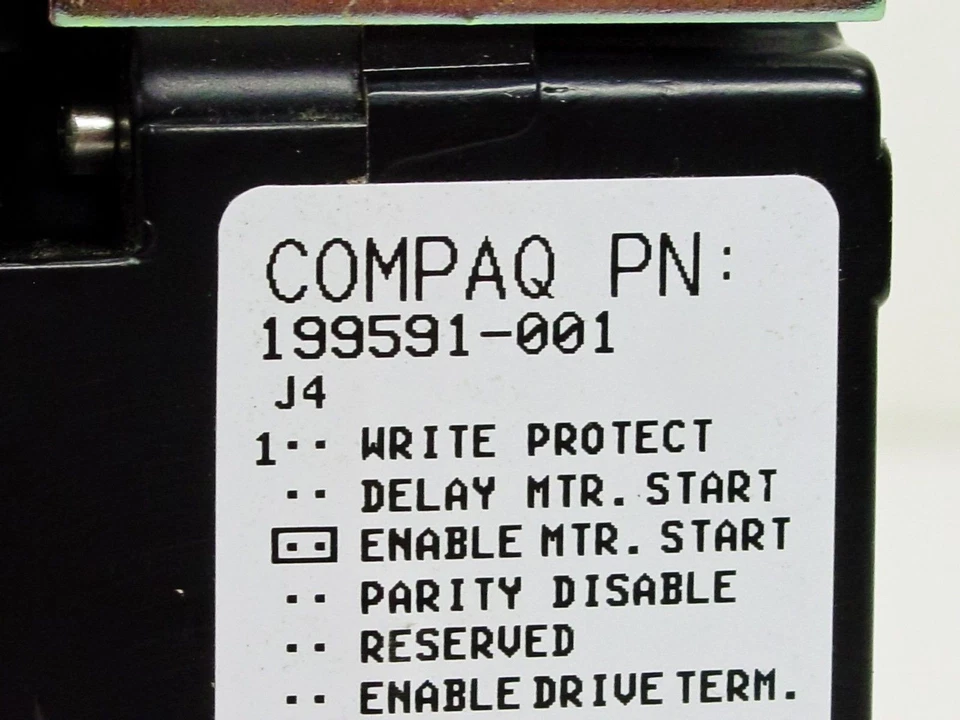 COMPAQ PN:
199591-001
J4
1·· WRITE PROTECT
·· DELAY MTR. START
·· ENABLE MTR. START
·· PARITY DISABLE
·· RESERVED
·· ENABLE DRIVE TERM.